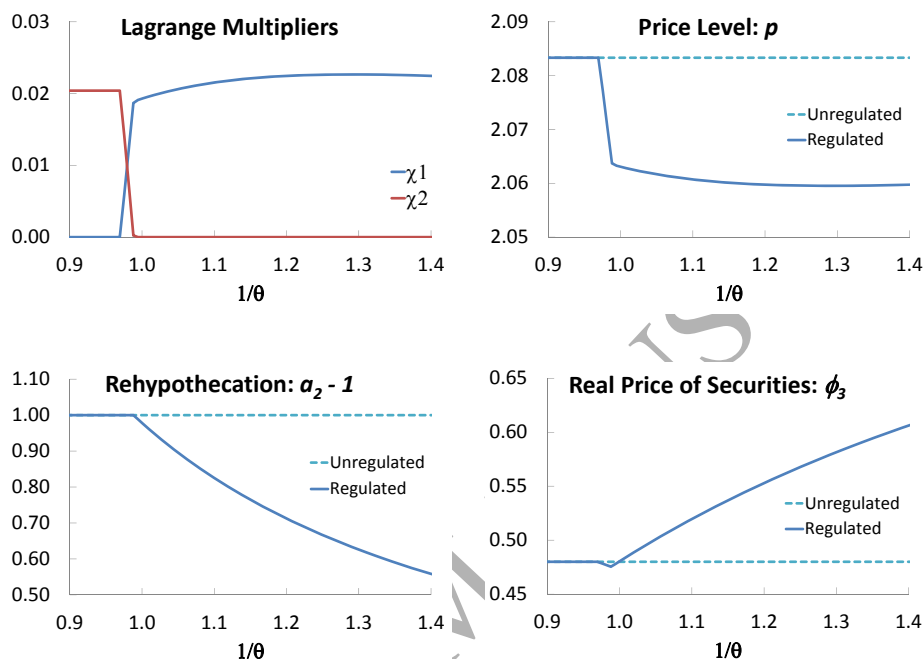 Lagrange Multipliers
0.03
0.02
0.01
0.00
χ1
χ2
0.9 1.0 1.1 1.2 1.3 1.4
1/θ
Price Level: p
2.09
2.08
2.07
2.06
2.05
Unregulated
Regulated
0.9 1.0 1.1 1.2 1.3 1.4
1/θ
Rehypothecation: a₂ - 1
1.10
1.00
0.90
0.80
0.70
0.60
0.50
Unregulated
Regulated
0.9 1.0 1.1 1.2 1.3 1.4
1/θ
Real Price of Securities: ϕ₃
0.65
0.60
0.55
0.50
0.45
Unregulated
Regulated
0.9 1.0 1.1 1.2 1.3 1.4
1/θ